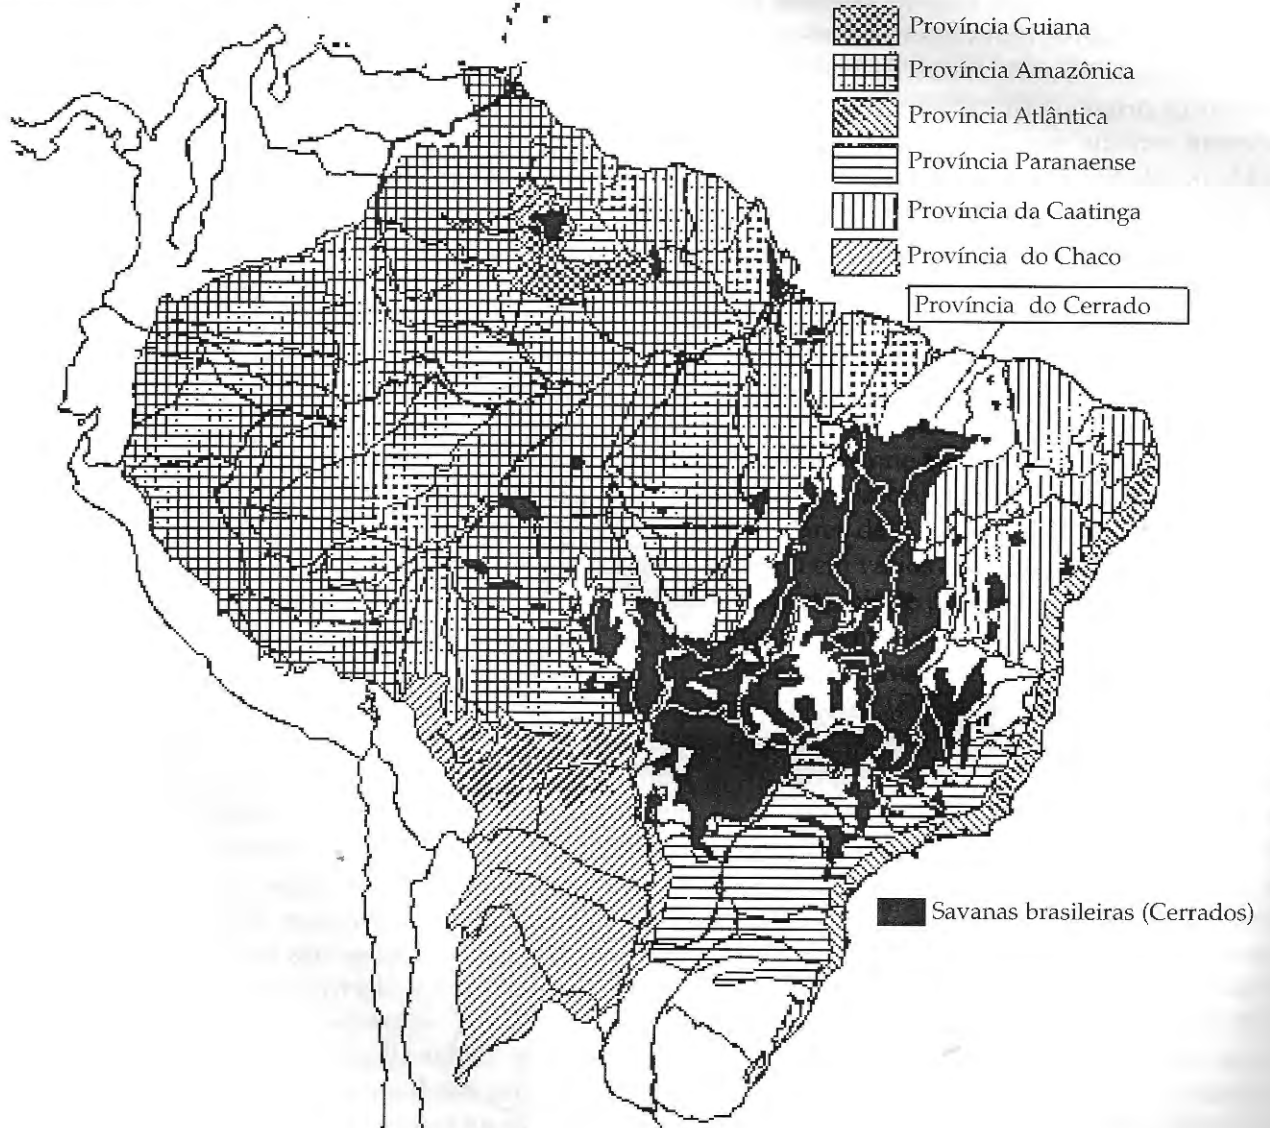 Província Guiana
Província Amazônica
Província Atlântica
Província Paranaense
Província da Caatinga
Província do Chaco
Província do Cerrado
Savanas brasileiras (Cerrados)